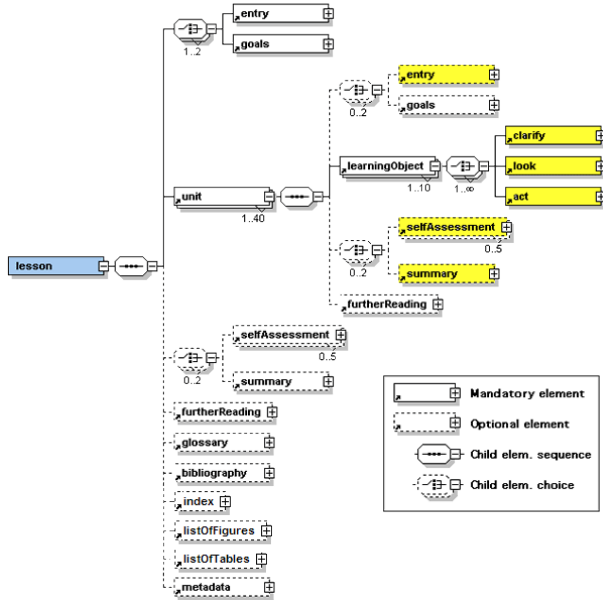 entry
goals
1..2
entry
goals
0..2
clarify
learningObject
look
1..10
1..∞
act
unit
1..40
selfAssessment
0..5
0..2
summary
lesson
furtherReading
selfAssessment
0..5
0..2
summary
furtherReading
glossary
bibliography
index
listOfFigures
listOfTables
metadata
Mandatory element
Optional element
Child elem. sequence
Child elem. choice